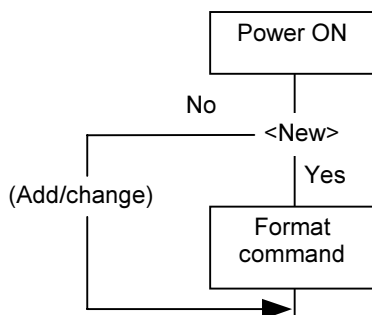 Power ON
No
<New>
Yes
(Add/change)
Format
command